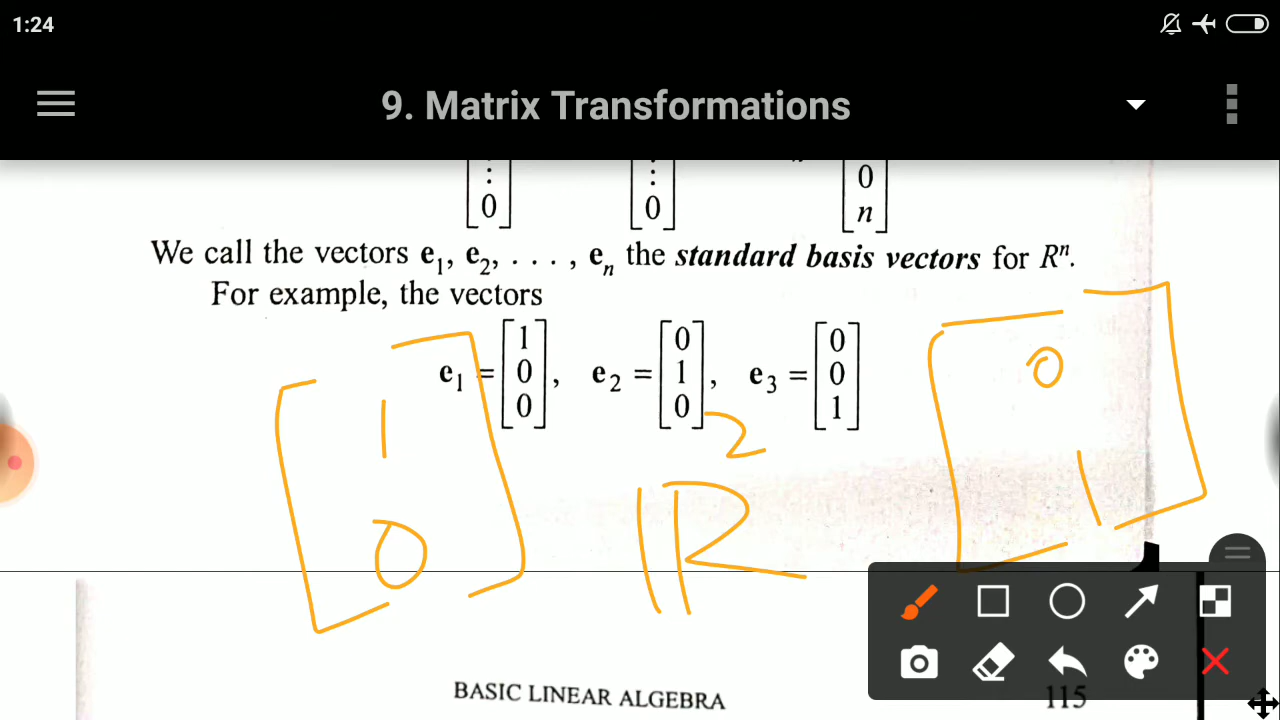 1:24
9. Matrix Transformations
⋮ ⋮ 0
0 0 n
We call the vectors e₁, e₂, . . . , eₙ the standard basis vectors for Rⁿ.
For example, the vectors
e₁ = [1 0 0], e₂ = [0 1 0], e₃ = [0 0 1]
[1 0] ℝ² [0 1]
BASIC LINEAR ALGEBRA 115